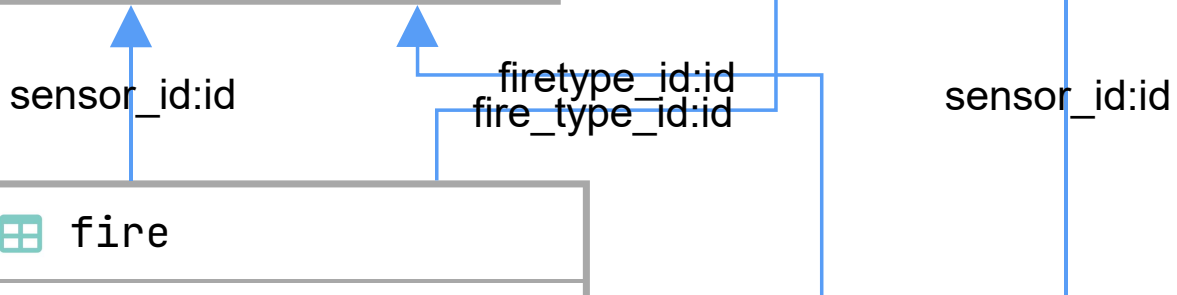 firetype_id:id
sensor_id:id
sensor_id:id
fire_type_id:id
fire